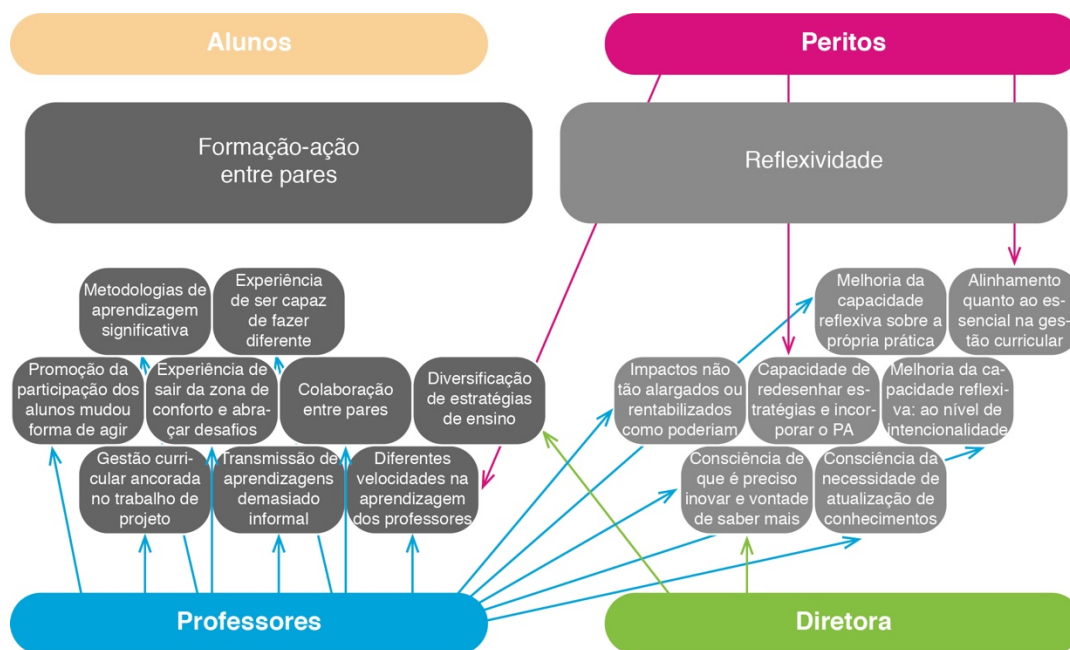 Alunos
Peritos
Formação-ação
entre pares
Reflexividade
Metodologias de
aprendizagem
significativa
Experiência
de ser capaz
de fazer
diferente
Melhoria da
capacidade
reflexiva sobre a
própria prática
Alinhamento
quanto ao es-
sencial na ges-
tão curricular
Promoção da
participação dos
alunos mudou
forma de agir
Experiência de
sair da zona de
conforto e abra-
çar desafios
Colaboração
entre pares
Diversificação
de estratégias
de ensino
Impactos não
tão alargados ou
rentabilizados
como poderiam
Capacidade de
redesenhar es-
tratégias e incor-
porar o PA
Melhoria da ca-
pacidade reflexi-
va: ao nível de
intencionalidade
Gestão curri-
cular ancorada
no trabalho de
projeto
Transmissão de
aprendizagens
demasiado
informal
Diferentes
velocidades na
aprendizagem
dos professores
Consciência de
que é preciso
inovar e vontade
de saber mais
Consciência da
necessidade de
atualização de
conhecimentos
Professores
Diretora